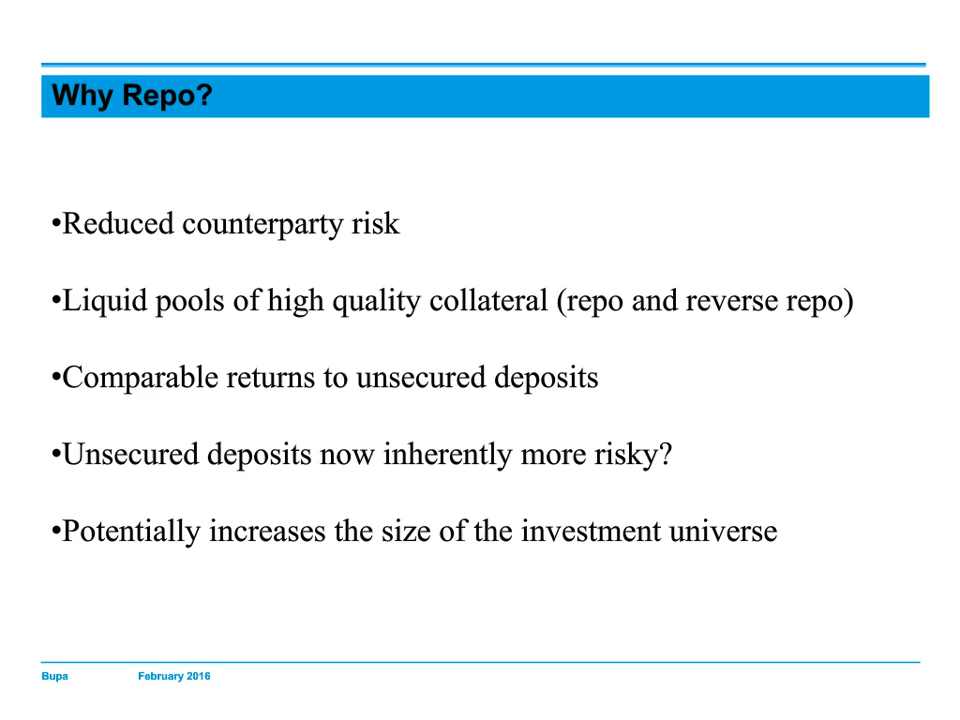 Why Repo?
•Reduced counterparty risk
•Liquid pools of high quality collateral (repo and reverse repo)
•Comparable returns to unsecured deposits
•Unsecured deposits now inherently more risky?
•Potentially increases the size of the investment universe
Bupa February 2016